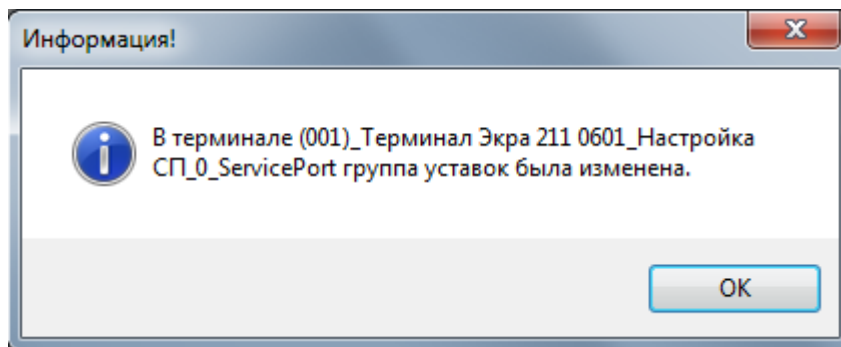 Информация!
В терминале (001)_Терминал Экра 211 0601_Настройка
СП_0_ServicePort группа уставок была изменена.
OK